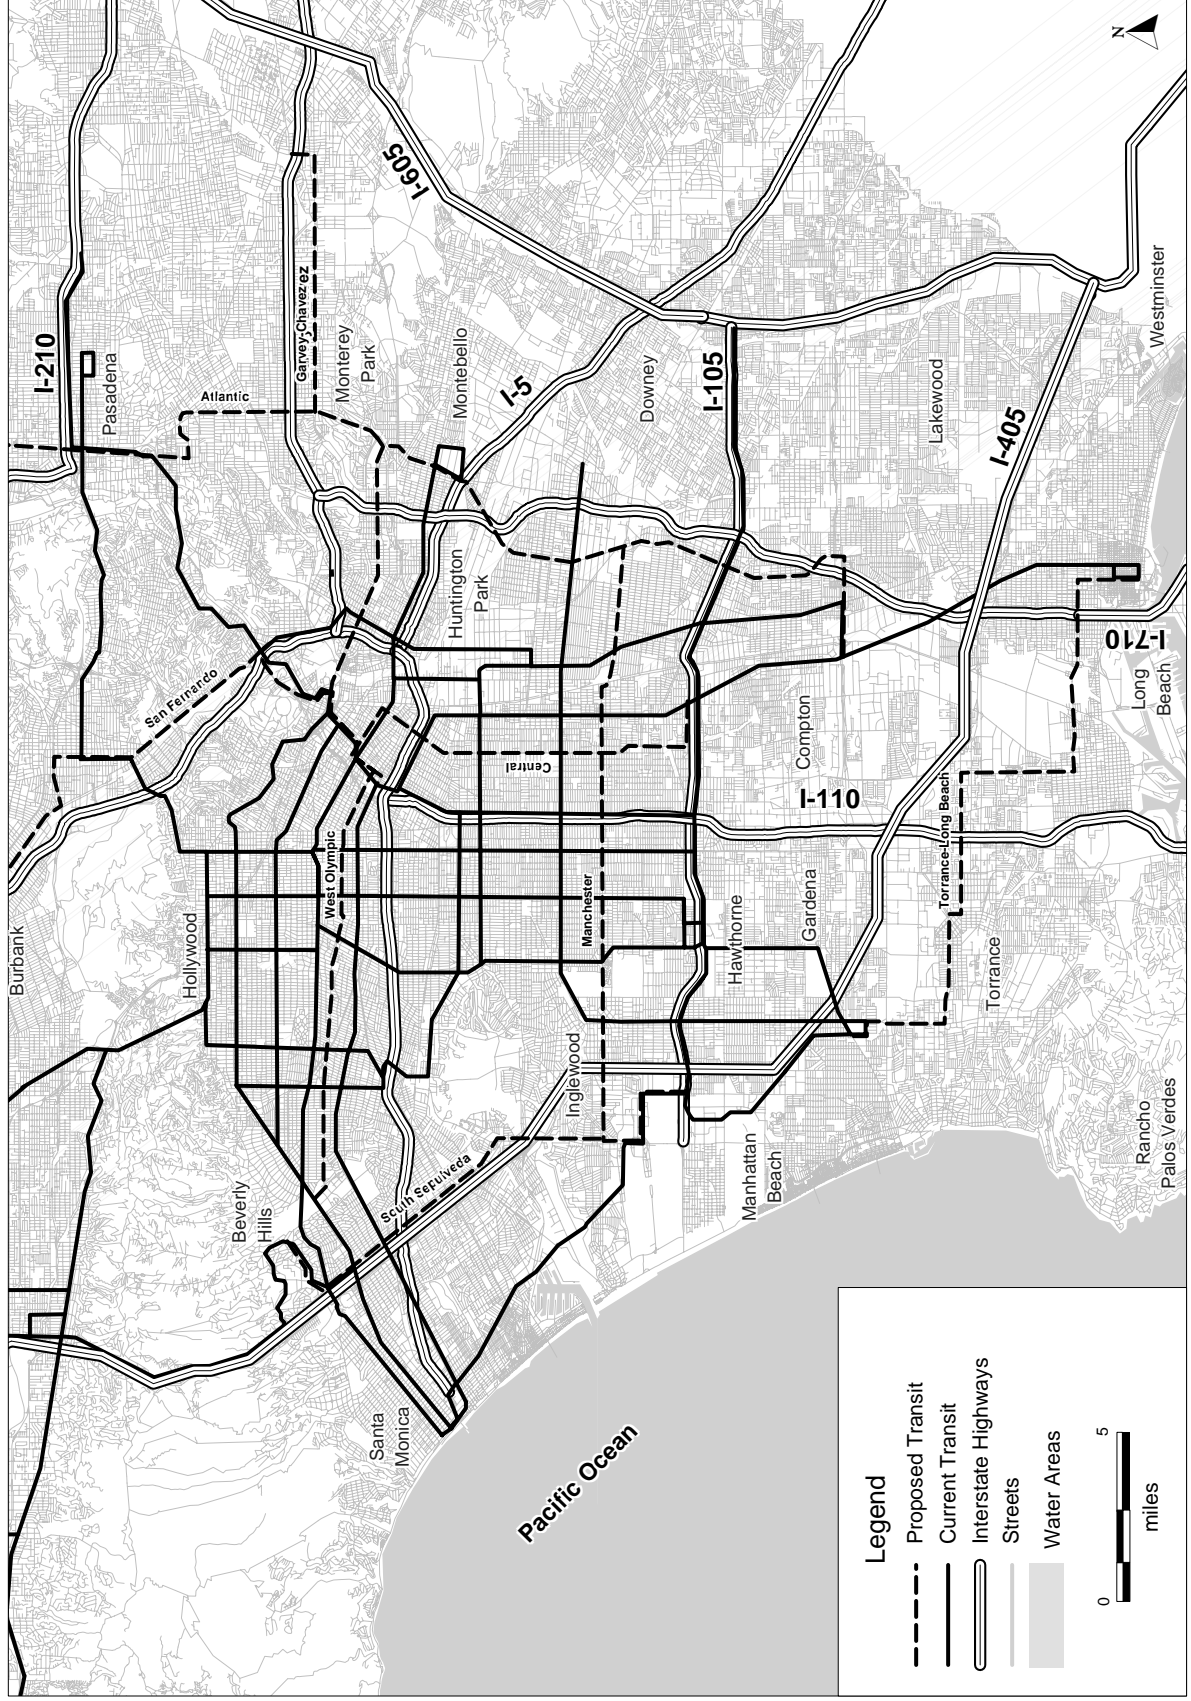 Burbank
Hollywood
Beverly
Hills
Santa
Monica
Pacific Ocean
I-210
Pasadena
Atlantic
San Fernando
Garvey-Chavez
ez
Monterey
Park
Montebello
I-605
I-5
Huntington
Park
West Olympic
Central
Manchester
South Sepulveda
Inglewood
Downey
I-105
Hawthorne
Manhattan
Beach
Compton
I-110
Gardena
Lakewood
I-405
Torrance-Long Beach
Torrance
I-710
Long
Beach
Westminster
Rancho
Palos Verdes
N
Legend
Proposed Transit
Current Transit
Interstate Highways
Streets
Water Areas
0
5
miles